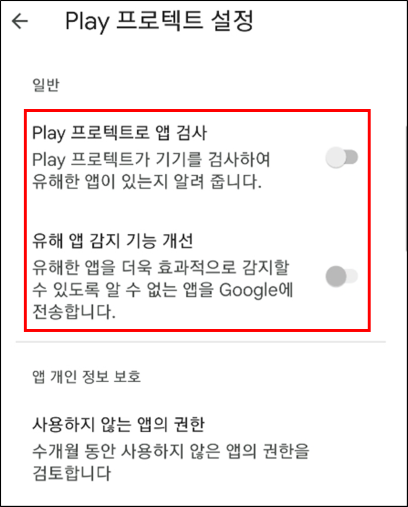 Play 프로텍트 설정
일반
Play 프로텍트로 앱 검사
Play 프로텍트가 기기를 검사하여
유해한 앱이 있는지 알려 줍니다.
유해 앱 감지 기능 개선
유해한 앱을 더욱 효과적으로 감지할
수 있도록 알 수 없는 앱을 Google에
전송합니다.
앱 개인 정보 보호
사용하지 않는 앱의 권한
수개월 동안 사용하지 않은 앱의 권한을
검토합니다